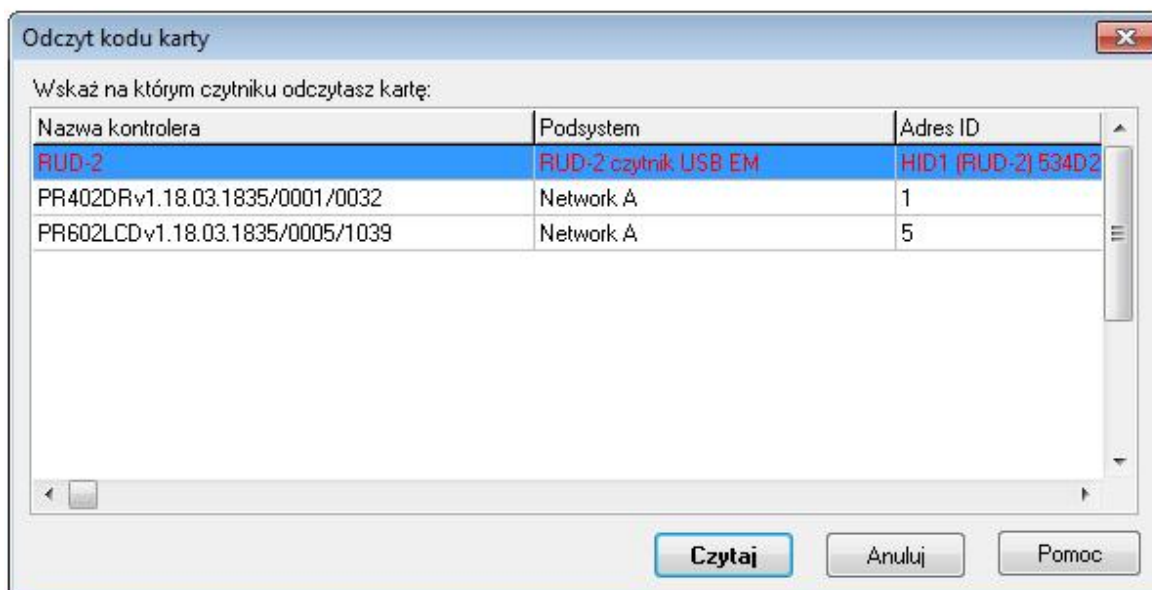 Odczyt kodu karty
Wskaż na którym czytniku odczytasz kartę:
Nazwa kontrolera Podsystem Adres ID
RUD-2 RUD-2 czytnik USB EM HID1 (RUD-2) 534D2
PR402DRv1.18.03.1835/0001/0032 Network A 1
PR602LCDv1.18.03.1835/0005/1039 Network A 5
Czytaj Anuluj Pomoc